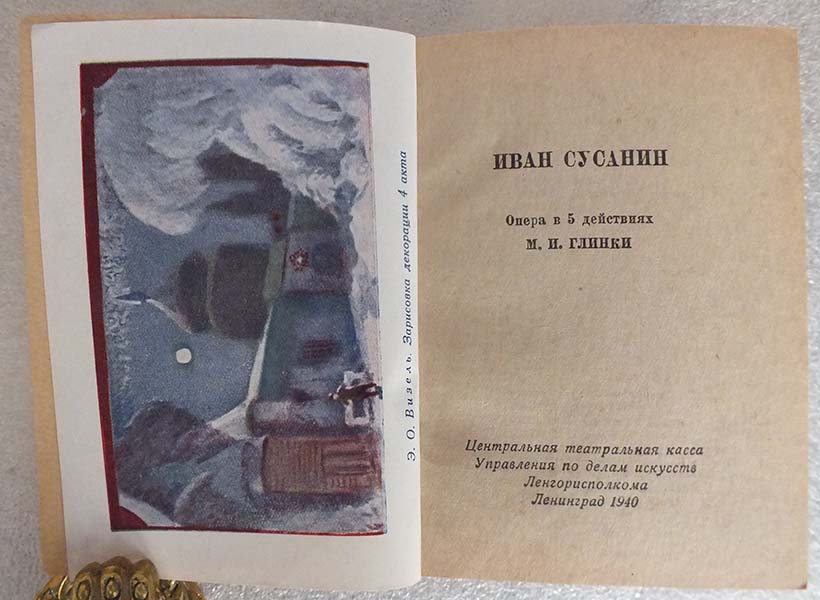 Э. О. Визель. Зарисовка декорации 4 акта
ИВАН СУСАНИН
Опера в 5 действиях
М. И. ГЛИНКИ
Центральная театральная касса
Управления по делам искусств
Ленгорисполкома
Ленинград 1940